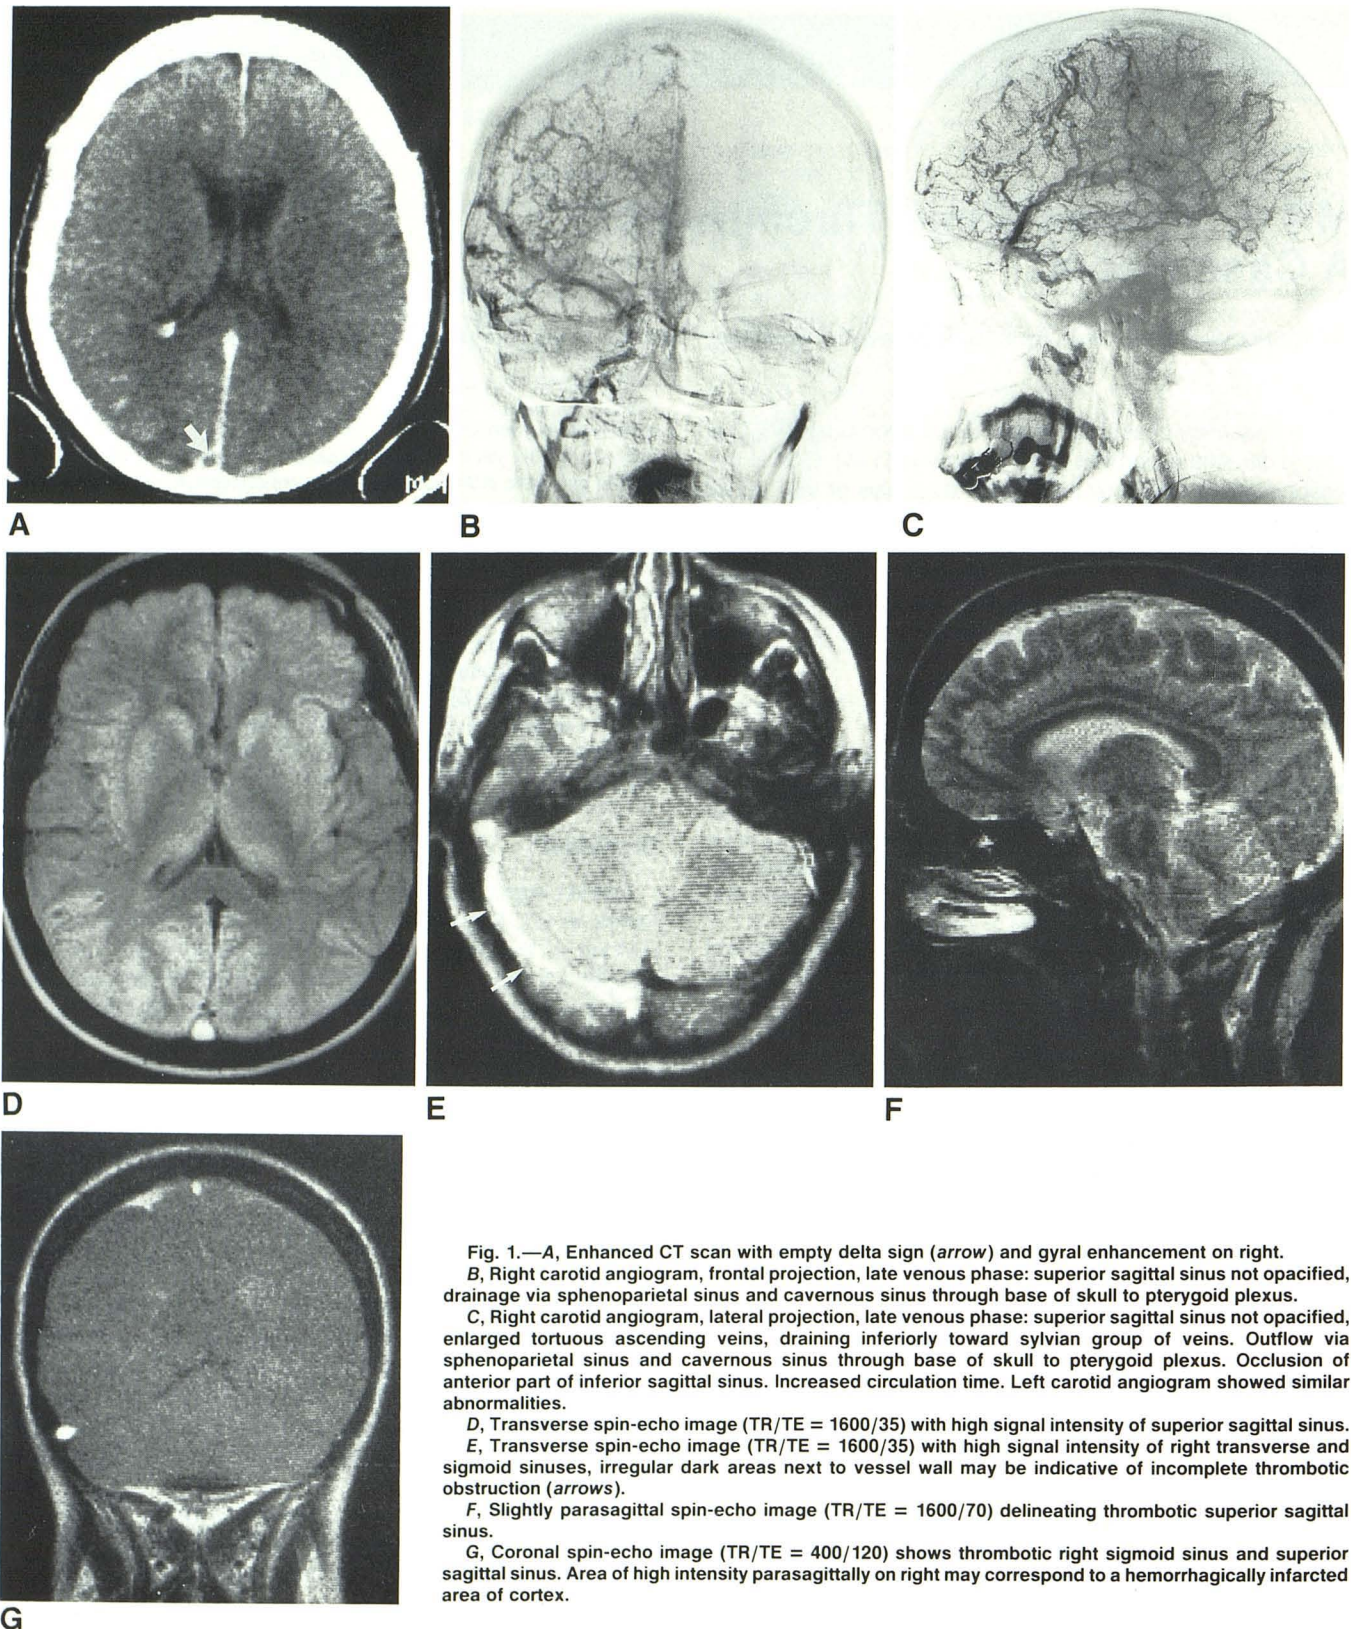 A
B
C
D
E
F
G
Fig. 1.—A, Enhanced CT scan with empty delta sign (arrow) and gyral enhancement on right.
B, Right carotid angiogram, frontal projection, late venous phase: superior sagittal sinus not opacified,
drainage via sphenoparietal sinus and cavernous sinus through base of skull to pterygoid plexus.
C, Right carotid angiogram, lateral projection, late venous phase: superior sagittal sinus not opacified,
enlarged tortuous ascending veins, draining inferiorly toward sylvian group of veins. Outflow via
sphenoparietal sinus and cavernous sinus through base of skull to pterygoid plexus. Occlusion of
anterior part of inferior sagittal sinus. Increased circulation time. Left carotid angiogram showed similar
abnormalities.
D, Transverse spin-echo image (TR/TE = 1600/35) with high signal intensity of superior sagittal sinus.
E, Transverse spin-echo image (TR/TE = 1600/35) with high signal intensity of right transverse and
sigmoid sinuses, irregular dark areas next to vessel wall may be indicative of incomplete thrombotic
obstruction (arrows).
F, Slightly parasagittal spin-echo image (TR/TE = 1600/70) delineating thrombotic superior sagittal
sinus.
G, Coronal spin-echo image (TR/TE = 400/120) shows thrombotic right sigmoid sinus and superior
sagittal sinus. Area of high intensity parasagittally on right may correspond to a hemorrhagically infarcted
area of cortex.